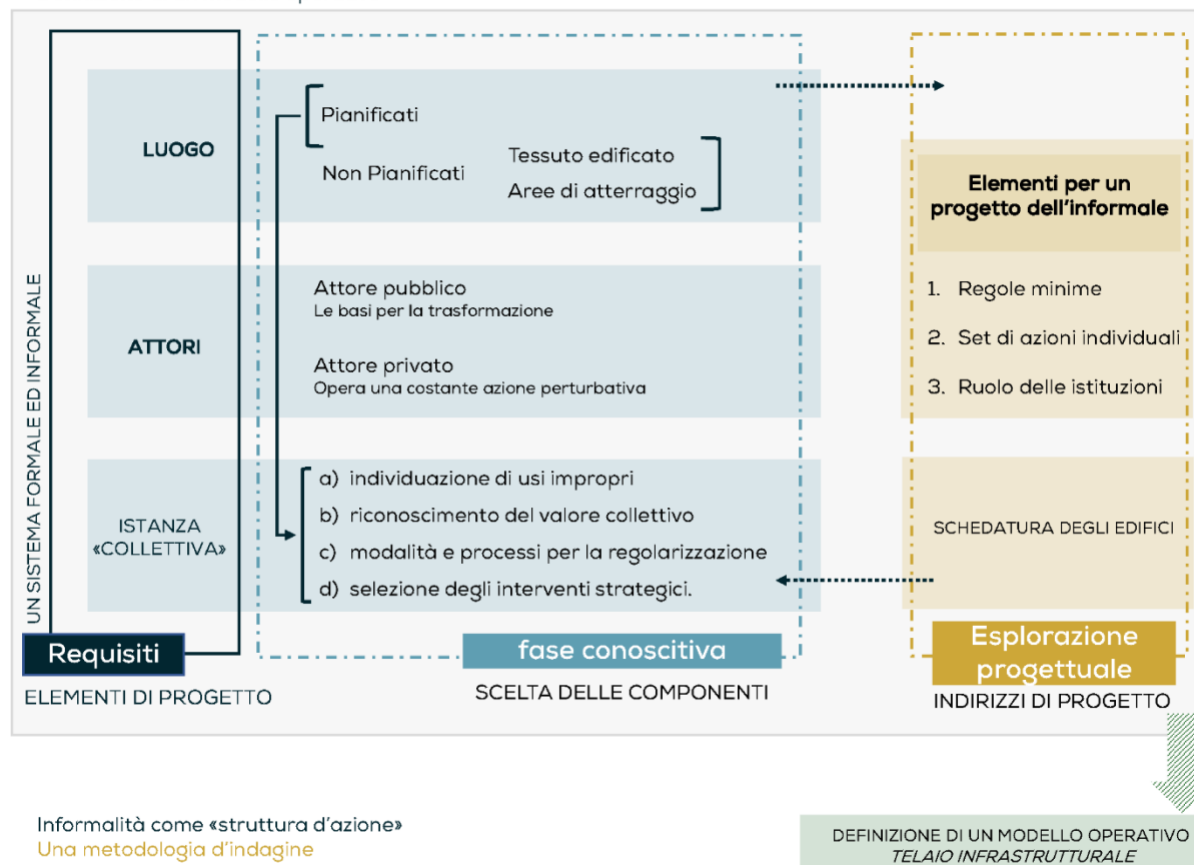 UN SISTEMA FORMALE ED INFORMALE
LUOGO
Pianificati
Non Pianificati
Tessuto edificato
Aree di atterraggio
ATTORI
Attore pubblico
Le basi per la trasformazione
Attore privato
Opera una costante azione perturbativa
ISTANZA
«COLLETTIVA»
a) individuazione di usi impropri
b) riconoscimento del valore collettivo
c) modalità e processi per la regolarizzazione
d) selezione degli interventi strategici.
Elementi per un
progetto dell'informale
1. Regole minime
2. Set di azioni individuali
3. Ruolo delle istituzioni
SCHEDATURA DEGLI EDIFICI
Requisiti
ELEMENTI DI PROGETTO
fase conoscitiva
SCELTA DELLE COMPONENTI
Esplorazione
progettuale
INDIRIZZI DI PROGETTO
Informalità come «struttura d'azione»
Una metodologia d'indagine
DEFINIZIONE DI UN MODELLO OPERATIVO
TELAIO INFRASTRUTTURALE